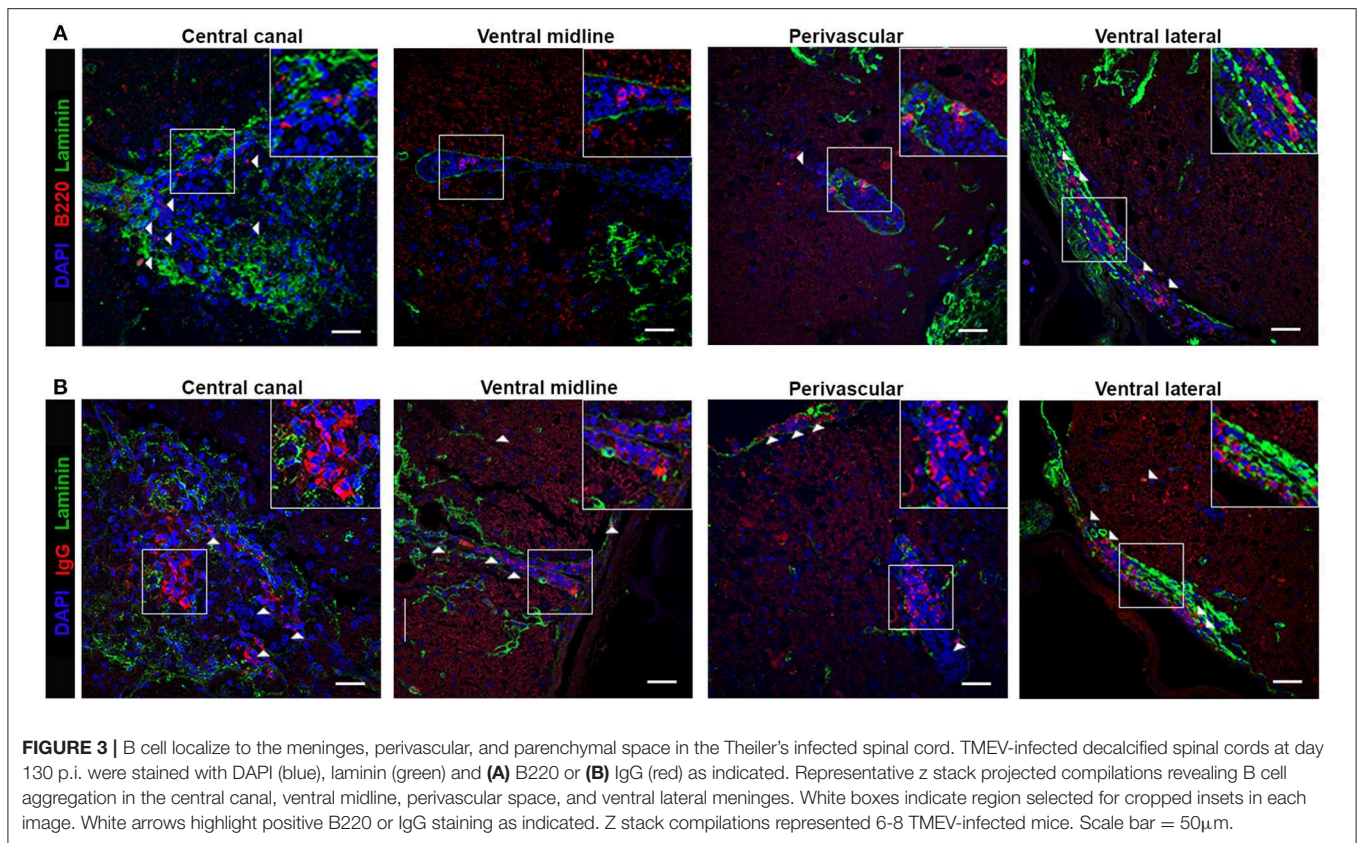 A
Central canal
Ventral midline
Perivascular
Ventral lateral
DAPI B220 Laminin
B
Central canal
Ventral midline
Perivascular
Ventral lateral
DAPI IgG Laminin
FIGURE 3 | B cell localize to the meninges, perivascular, and parenchymal space in the Theiler's infected spinal cord. TMEV-infected decalcified spinal cords at day
130 p.i. were stained with DAPI (blue), laminin (green) and (A) B220 or (B) IgG (red) as indicated. Representative z stack projected compilations revealing B cell
aggregation in the central canal, ventral midline, perivascular space, and ventral lateral meninges. White boxes indicate region selected for cropped insets in each
image. White arrows highlight positive B220 or IgG staining as indicated. Z stack compilations represented 6-8 TMEV-infected mice. Scale bar = 50μm.